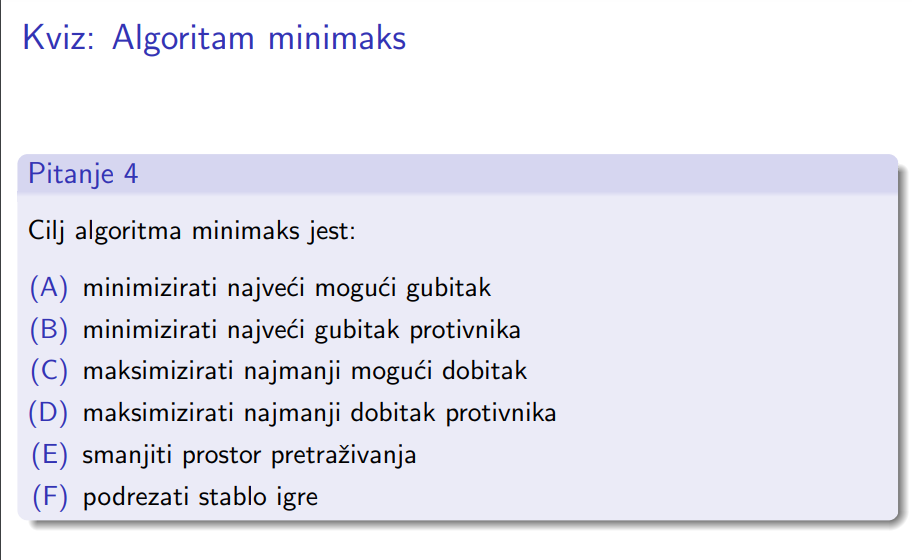 Kviz: Algoritam minimaks
Pitanje 4
Cilj algoritma minimaks jest:
(A) minimizirati najveći mogući gubitak
(B) minimizirati najveći gubitak protivnika
(C) maksimizirati najmanji mogući dobitak
(D) maksimizirati najmanji dobitak protivnika
(E) smanjiti prostor pretraživanja
(F) podrezati stablo igre